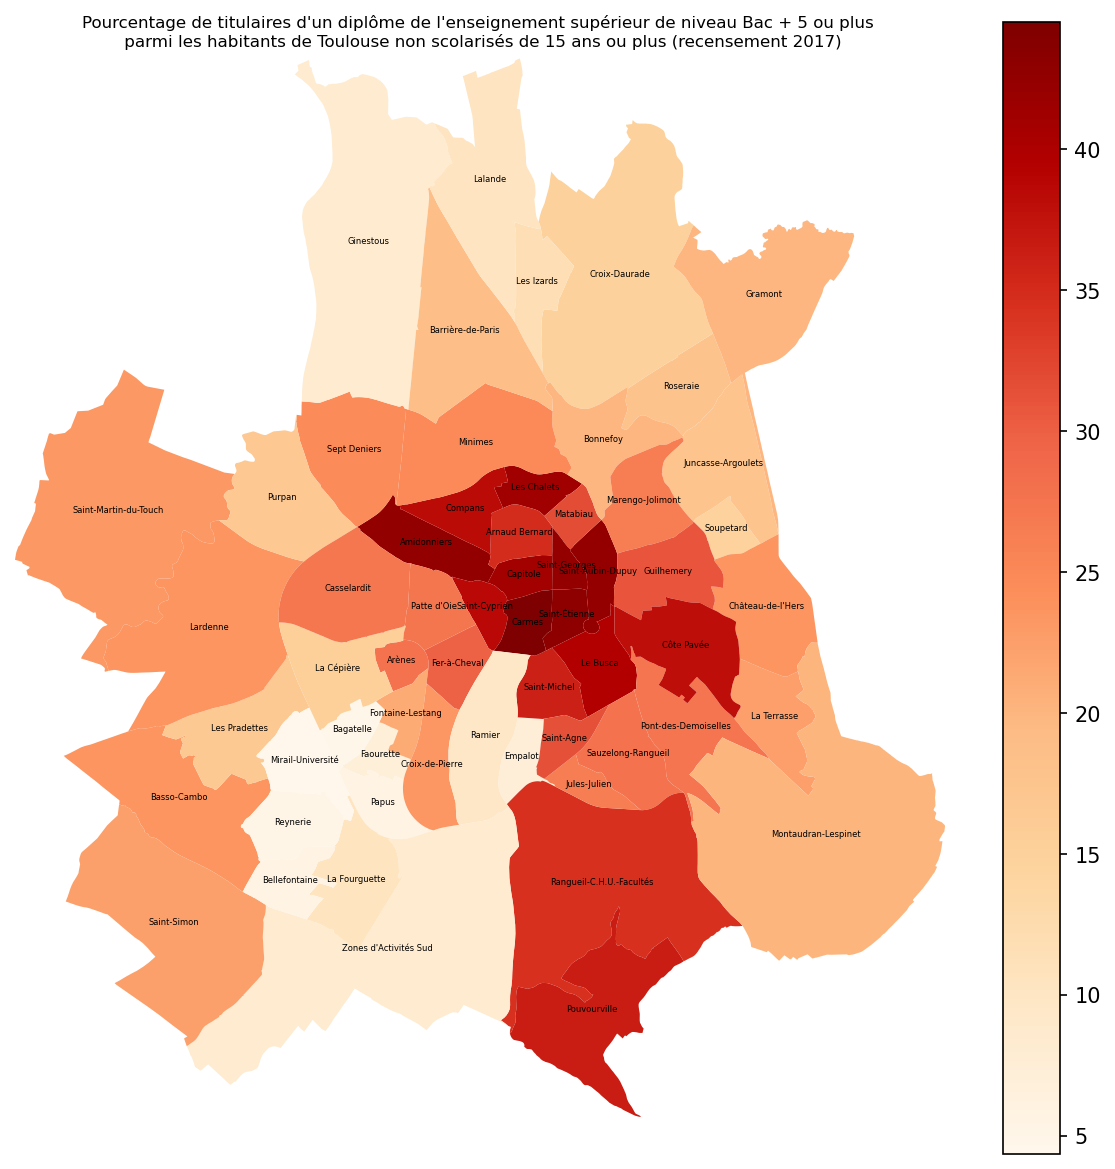 Pourcentage de titulaires d'un diplôme de l'enseignement supérieur de niveau Bac + 5 ou plus
parmi les habitants de Toulouse non scolarisés de 15 ans ou plus (recensement 2017)
40
35
30
25
20
15
10
5
Lalande
Ginestous
Les Izards
Croix-Daurade
Gramont
Barrière-de-Paris
Roseraie
Bonnefoy
Minimes
Sept Deniers
Juncasse-Argoulets
Purpan
Les Chalets
Marengo-Jolimont
Saint-Martin-du-Touch
Compans
Matabiau
Soupetard
Arnaud Bernard
Amidonniers
Saint-Georges
Saint-Aubin-Dupuy
Guilhemery
Capitole
Casselardit
Patte d'Oie
Saint-Cyprien
Château-de-l'Hers
Saint-Etienne
Carmes
Lardenne
Côte Pavée
Arènes
Fer-à-Cheval
Le Busca
La Cépière
Saint-Michel
Fontaine-Lestang
La Terrasse
Les Pradettes
Bagatelle
Pont-des-Demoiselles
Ramier
Saint-Agne
Faourette
Empalot
Sauzelong-Rangueil
Mirail-Université
Croix-de-Pierre
Jules-Julien
Basso-Cambo
Papus
Reynerie
Montaudran-Lespinet
Bellefontaine
La Fourguette
Rangueil-C.H.U.-Facultés
Saint-Simon
Zones d'Activités Sud
Pouvourville